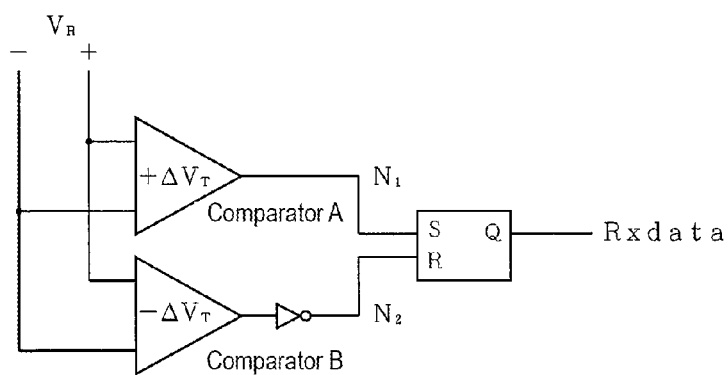 V_R
− +
+ΔV_T
N₁
Comparator A
S Q
R
Rxdata
−ΔV_T
N₂
Comparator B